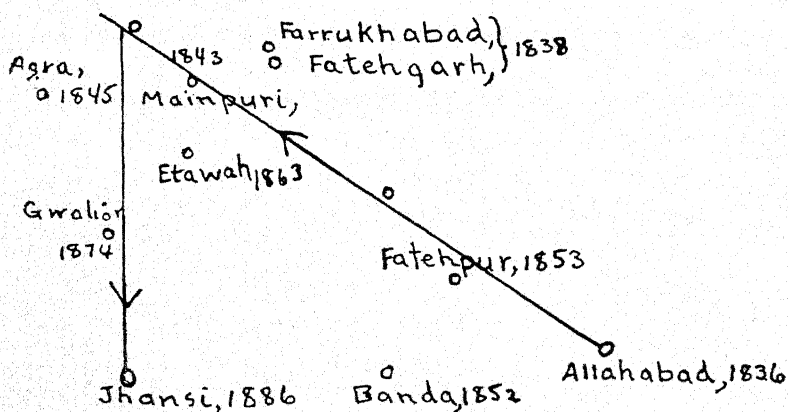 Farrukhabad,
Fatehgarh,
} 1838
1843
Mainpuri,
Agra,
1845
Etawah, 1863
Gwalior
1874
Fatehpur, 1853
Allahabad, 1836
Jhansi, 1886
Banda, 1852